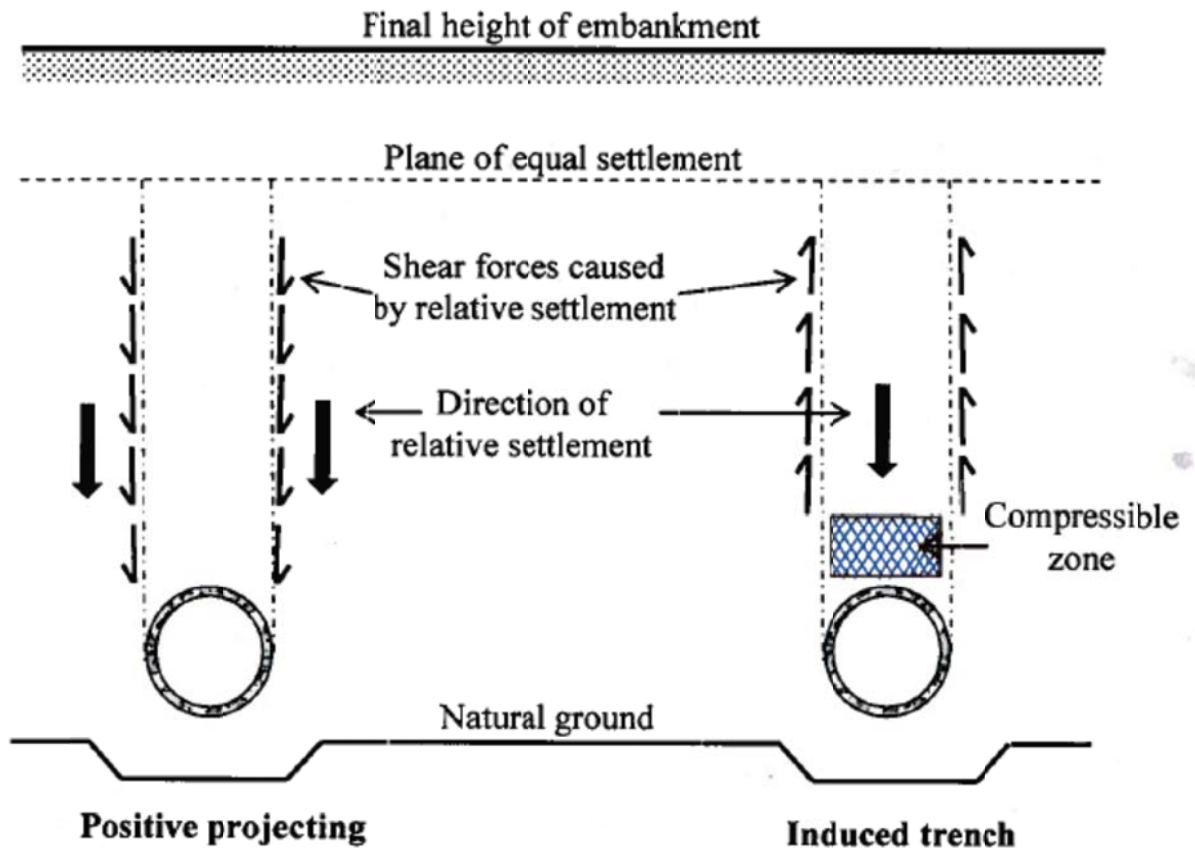 Final height of embankment
Plane of equal settlement
Shear forces caused
by relative settlement
Direction of
relative settlement
Compressible
zone
Natural ground
Positive projecting
Induced trench